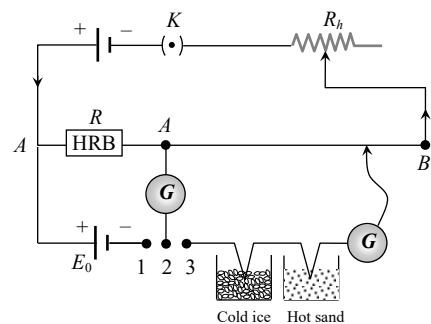 + − K R_h
R
A HRB A
B
G
+ − G
E_0 1 2 3
Cold ice Hot sand